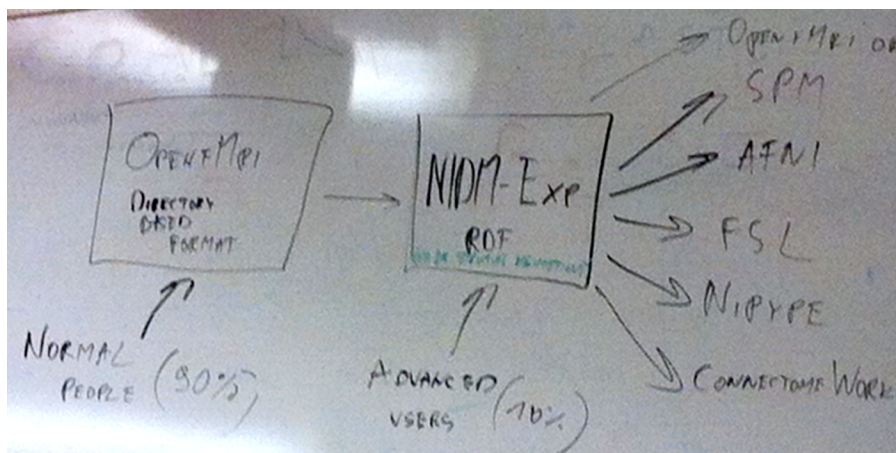 OPENFMRI
DIRECTORY
BASED
FORMAT
NORMAL
PEOPLE (90%)
NIDM-Exp
RDF
ADVANCED
USERS (10%)
OPENFMRI
SPM
AFNI
FSL
NIPYPE
CONNECTOME WORK